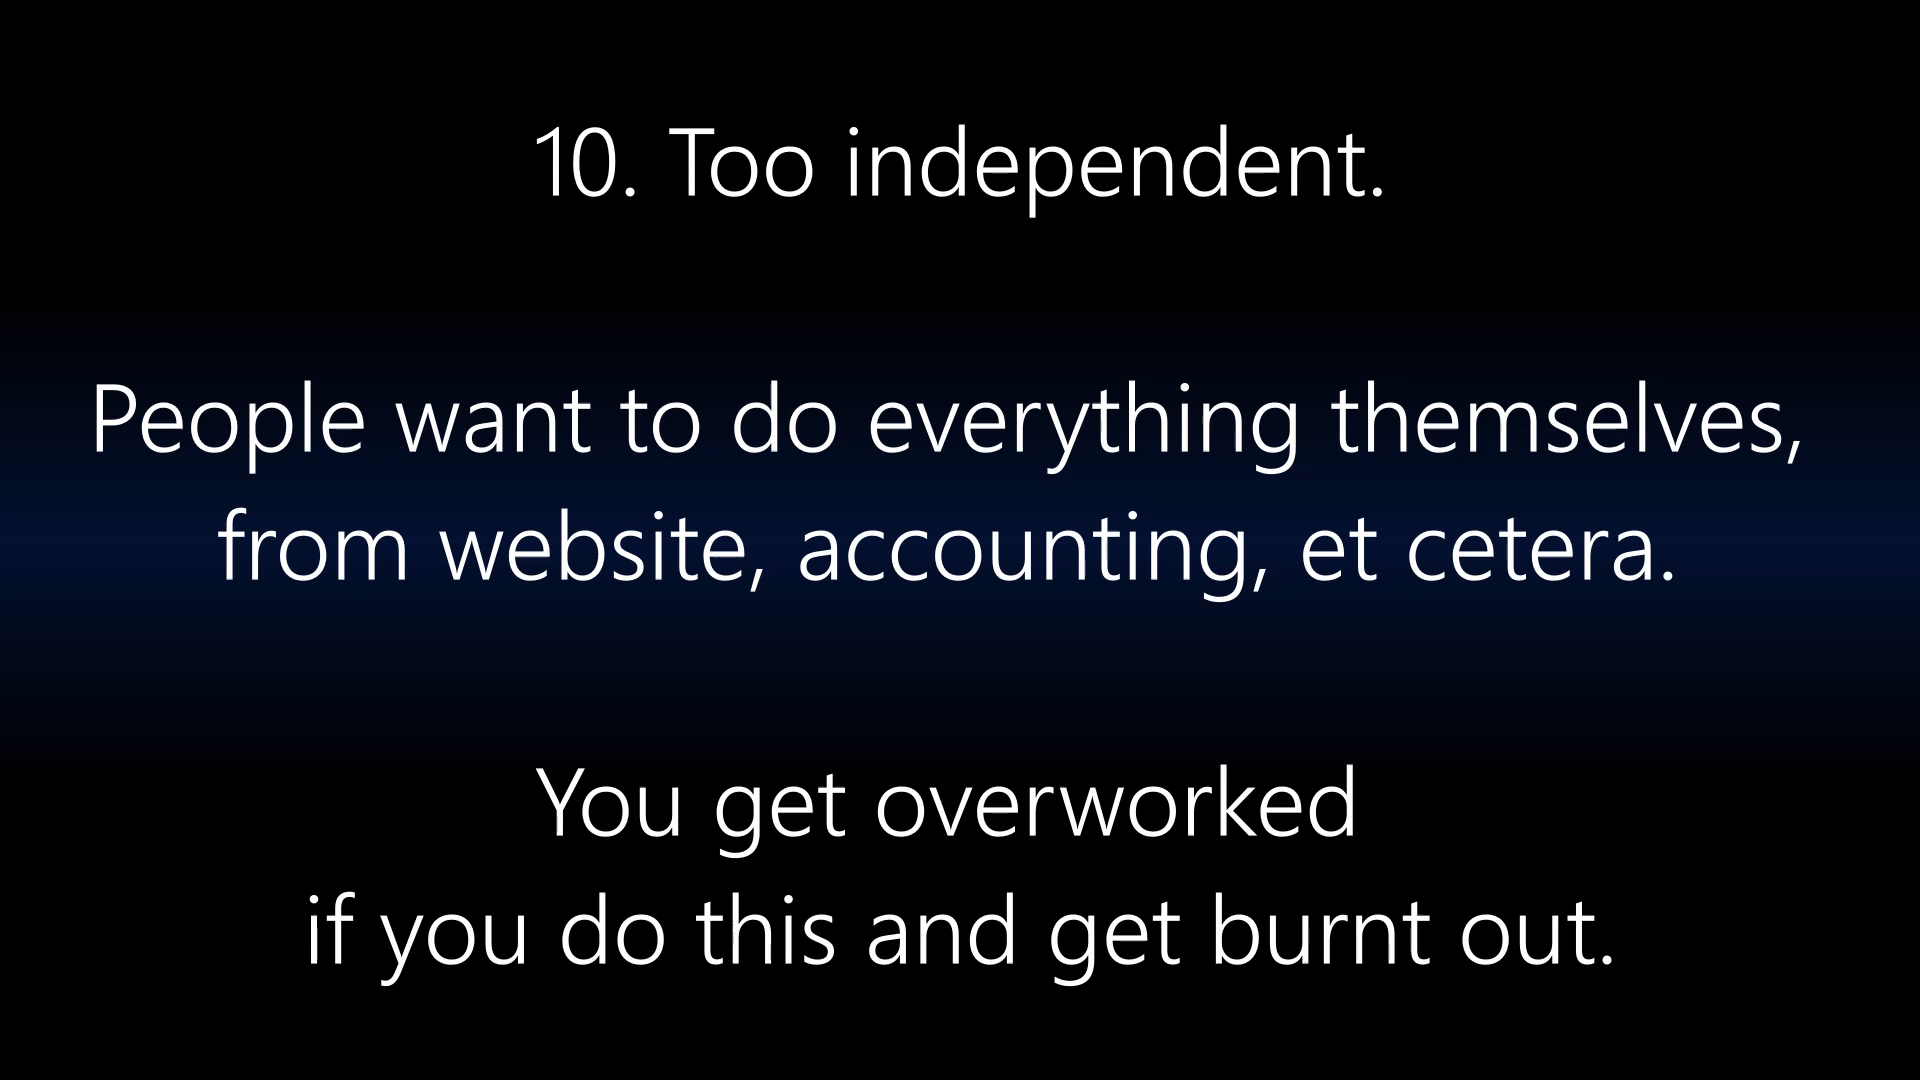 10. Too independent.
People want to do everything themselves,
from website, accounting, et cetera.
You get overworked
if you do this and get burnt out.